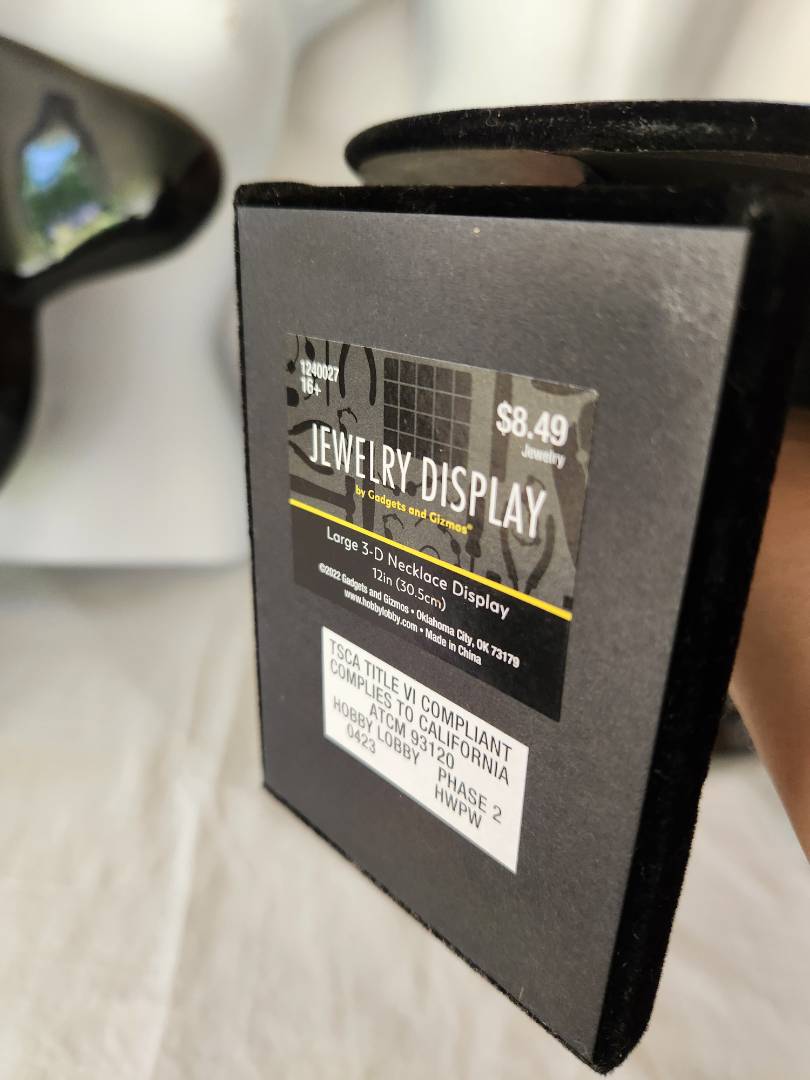 1240027
16+
$8.49
Jewelry
JEWELRY DISPLAY
by Gadgets and Gizmos®
Large 3-D Necklace Display
12in (30.5cm)
©2022 Gadgets and Gizmos • Oklahoma City, OK 73179
www.hobbylobby.com • Made in China
TSCA TITLE VI COMPLIANT
COMPLIES TO CALIFORNIA
ATCM 93120
HOBBY LOBBY PHASE 2
0423 HWPW